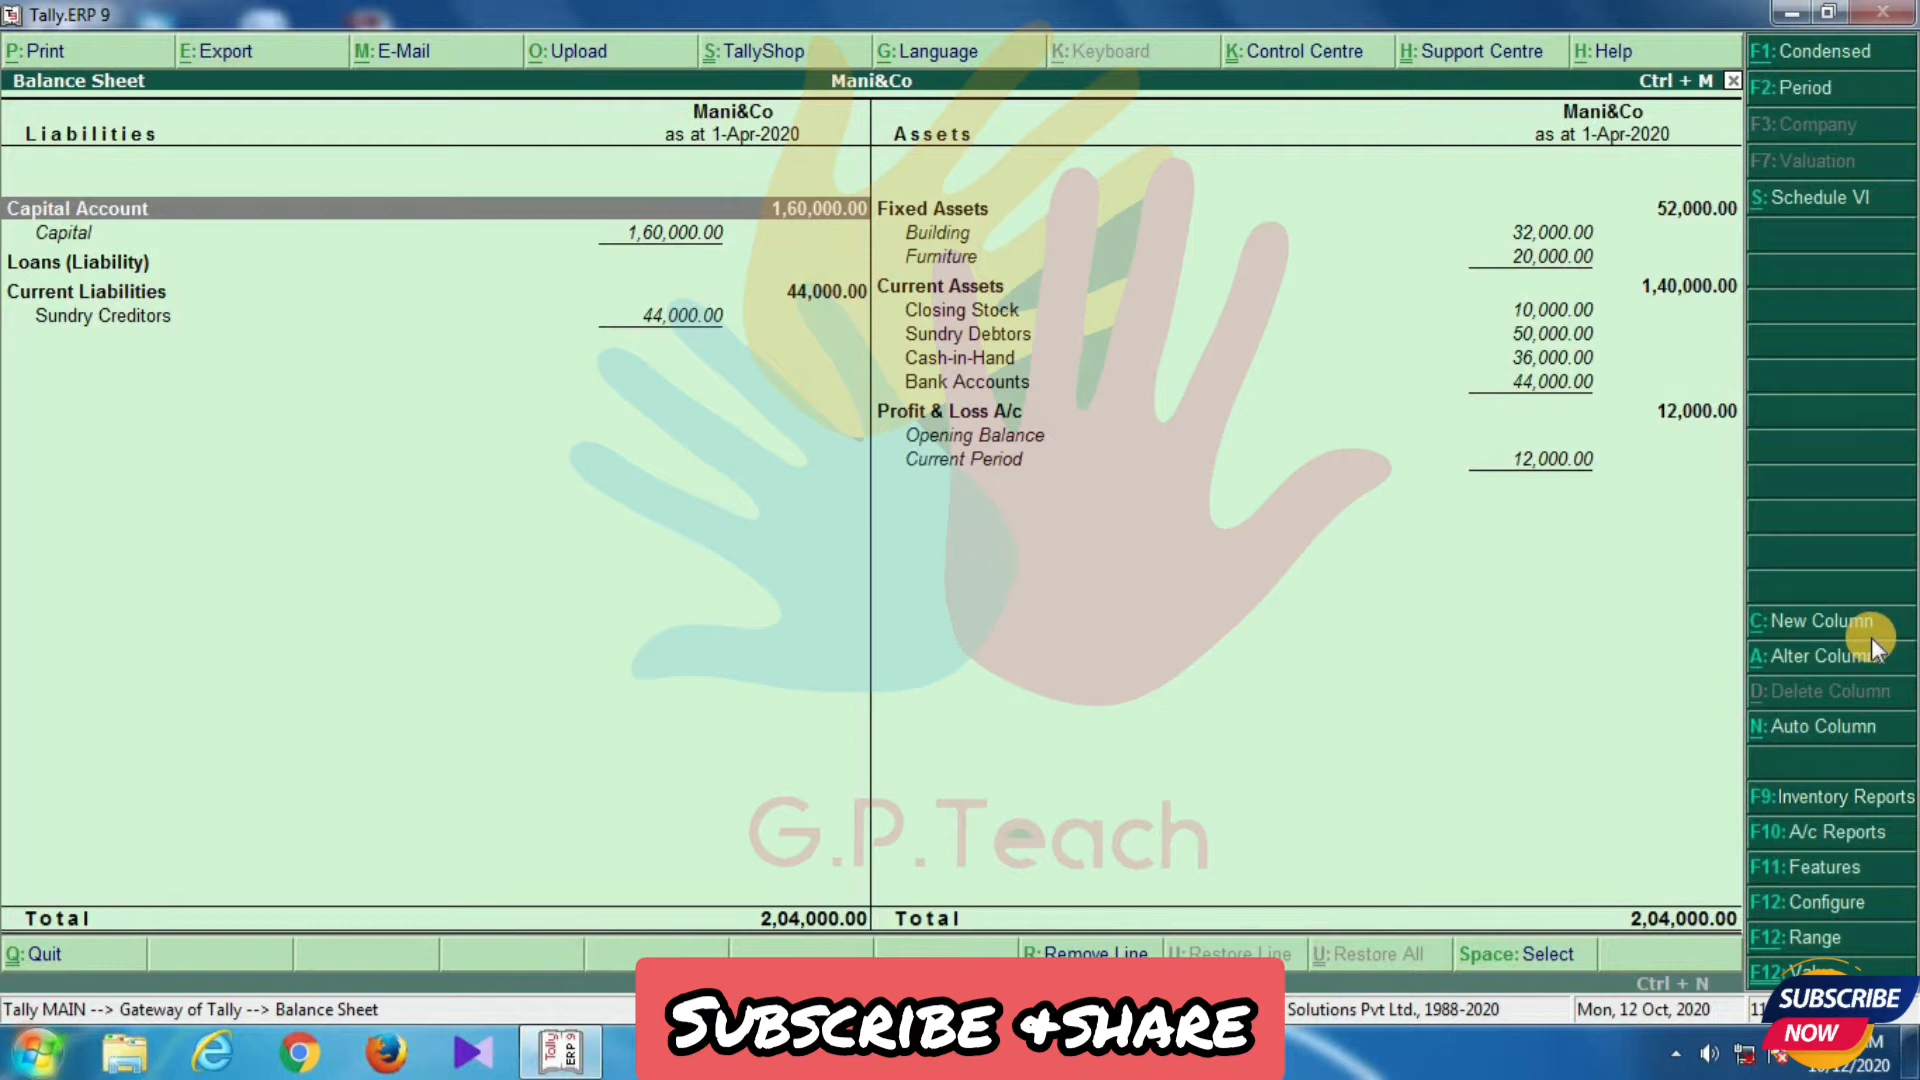 Tally.ERP 9
P: Print E: Export M: E-Mail O: Upload S: TallyShop G: Language K: Keyboard K: Control Centre H: Support Centre H: Help
Balance Sheet Mani&Co Ctrl + M
Mani&Co Mani&Co
Liabilities as at 1-Apr-2020 Assets as at 1-Apr-2020
Capital Account 1,60,000.00 Fixed Assets 52,000.00
Capital 1,60,000.00 Building 32,000.00
Furniture 20,000.00
Loans (Liability)
Current Liabilities 44,000.00 Current Assets 1,40,000.00
Sundry Creditors 44,000.00 Closing Stock 10,000.00
Sundry Debtors 50,000.00
Cash-in-Hand 36,000.00
Bank Accounts 44,000.00
Profit & Loss A/c 12,000.00
Opening Balance
Current Period 12,000.00
G.P.Teach
Total 2,04,000.00 Total 2,04,000.00
F1: Condensed
F2: Period
F3: Company
F7: Valuation
S: Schedule VI
C: New Column
A: Alter Column
D: Delete Column
N: Auto Column
F9: Inventory Reports
F10: A/c Reports
F11: Features
F12: Configure
F12: Range
F12:
Q: Quit R: Remove Line U: Restore Line U: Restore All Space: Select
Ctrl + N
Tally MAIN --> Gateway of Tally --> Balance Sheet Solutions Pvt Ltd., 1988-2020 Mon, 12 Oct, 2020
Subscribe &share
SUBSCRIBE
NOW
Tally ERP 9